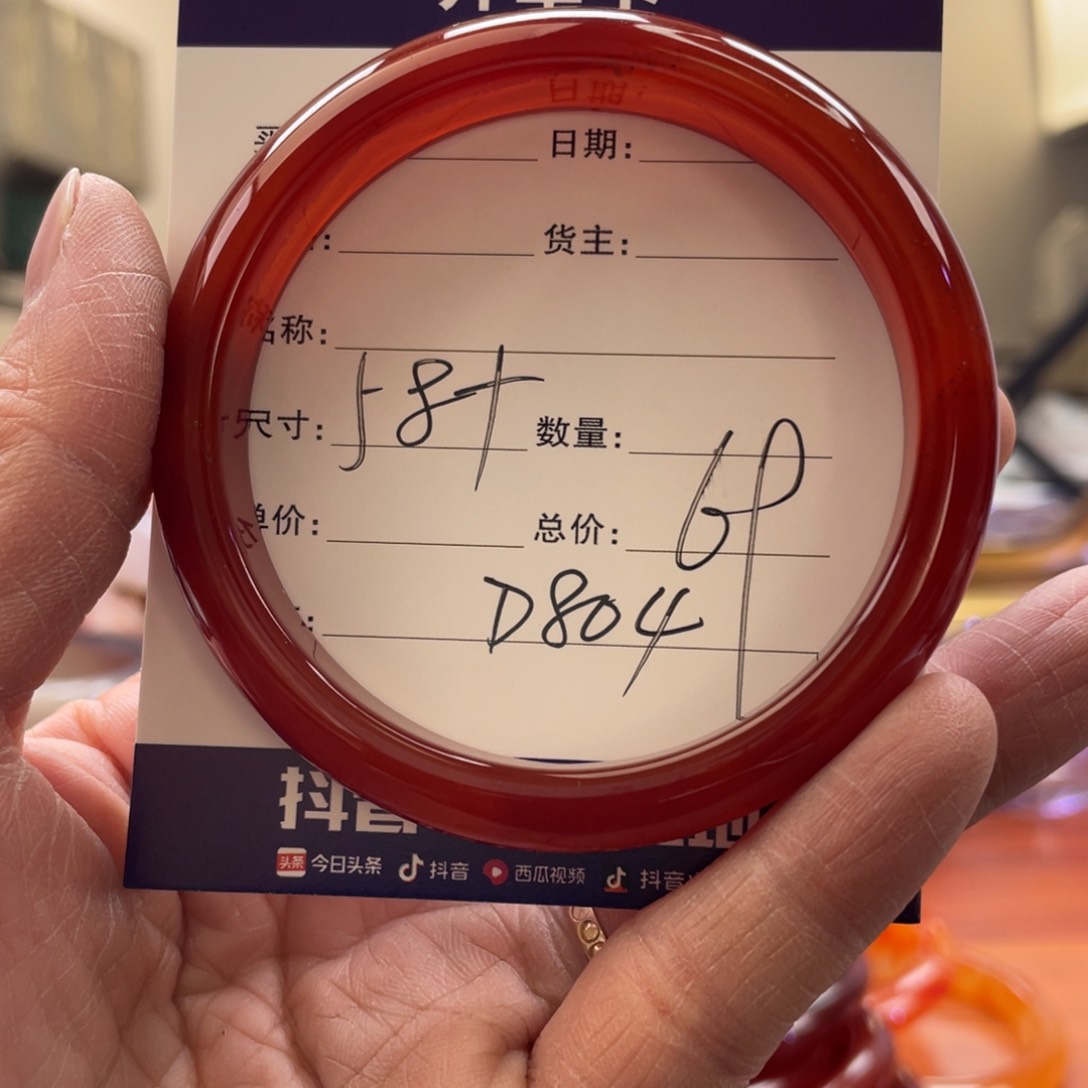 日期:
货主:
名称:
尺寸: 58+ 数量:
单价: 总价: 6P
D804
抖音
头条 今日头条 抖音 西瓜视频 抖音